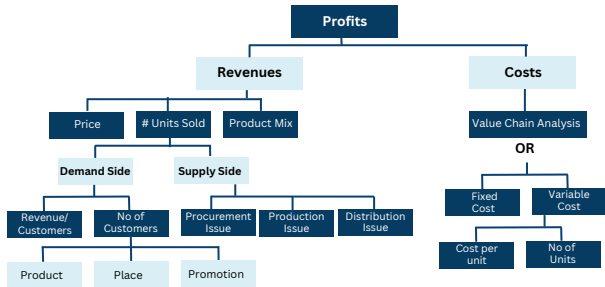 Profits
Revenues
Costs
Price
# Units Sold
Product Mix
Value Chain Analysis
OR
Demand Side
Supply Side
Fixed
Cost
Variable
Cost
Revenue/
Customers
No of
Customers
Procurement
Issue
Production
Issue
Distribution
Issue
Cost per
unit
No of
Units
Product
Place
Promotion